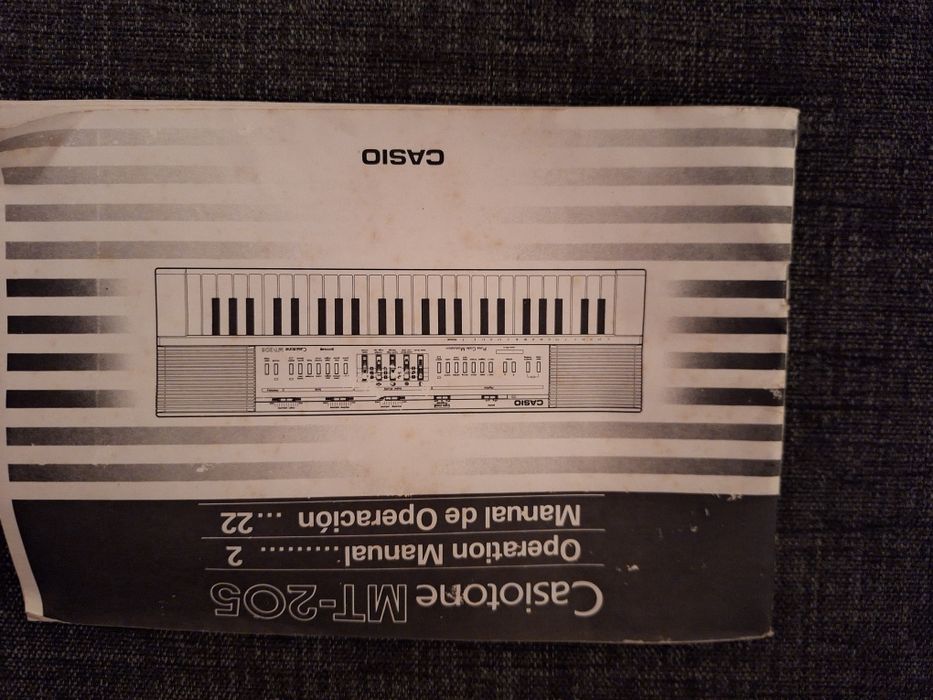 Casiotone MT-205
Operation Manual......... 2
Manual de Operación ... 22
CASIO
CASIO